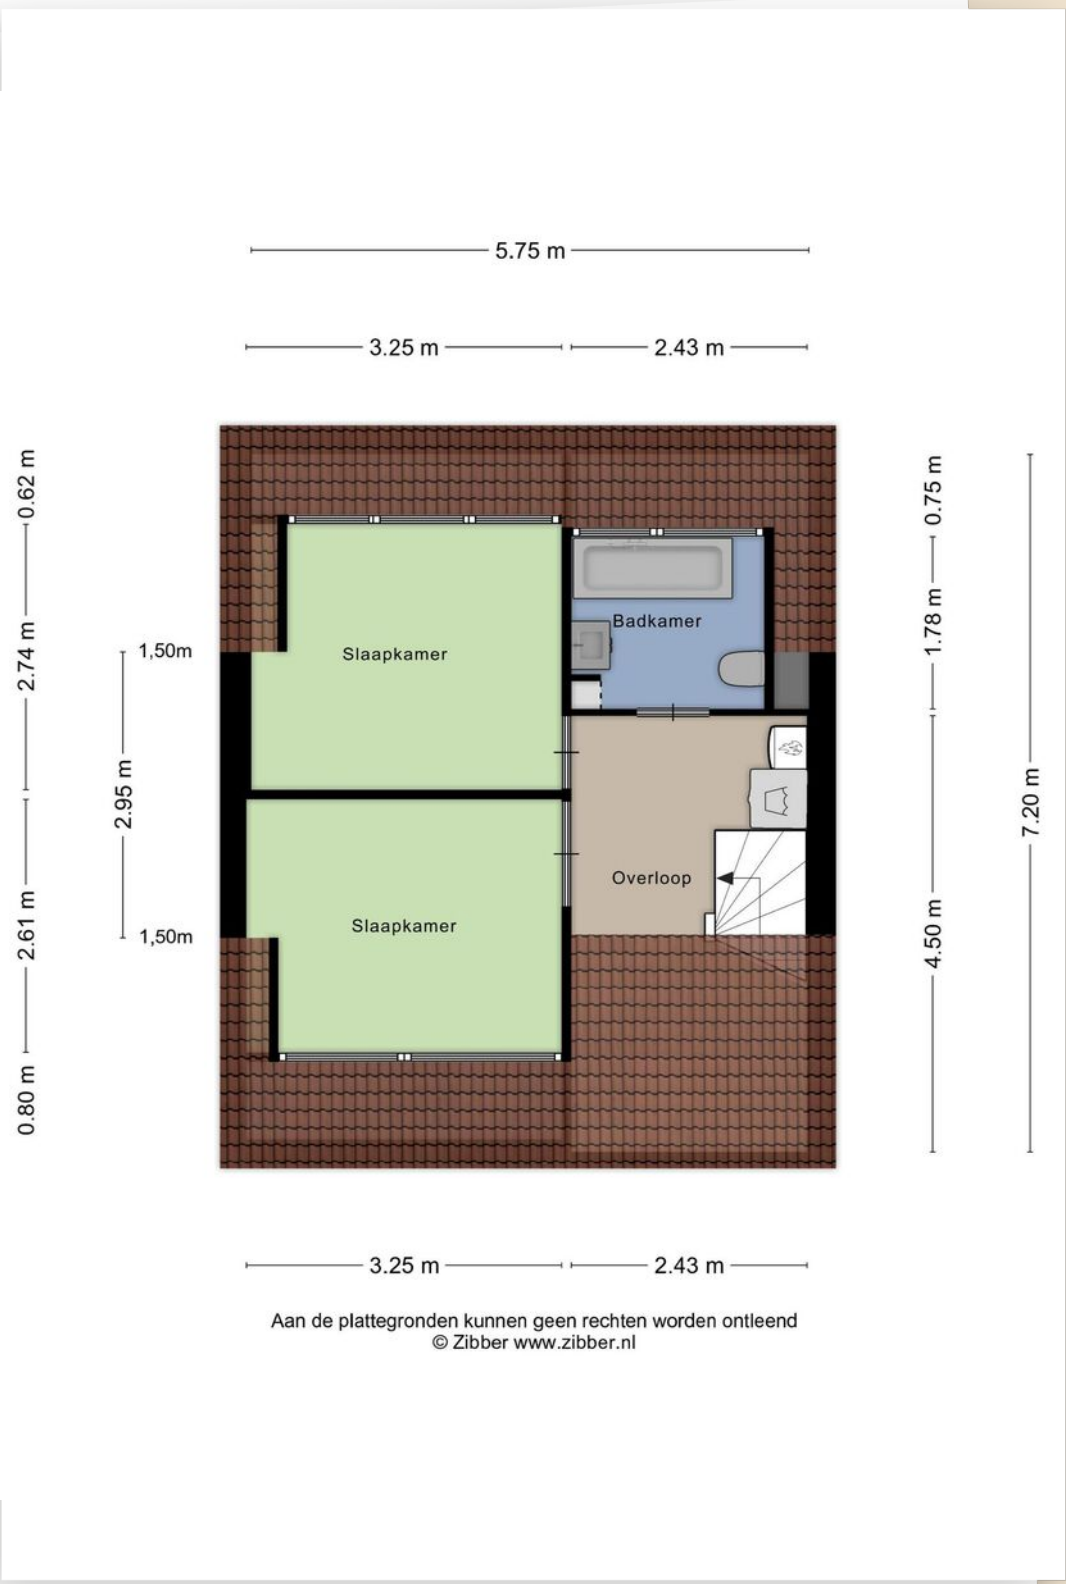 5.75 m
3.25 m
2.43 m
0.62 m
0.75 m
1.78 m
Badkamer
1,50m
Slaapkamer
2.74 m
2.95 m
7.20 m
Overloop
2.61 m
Slaapkamer
4.50 m
1,50m
0.80 m
3.25 m
2.43 m
Aan de plattegronden kunnen geen rechten worden ontleend
© Zibber www.zibber.nl